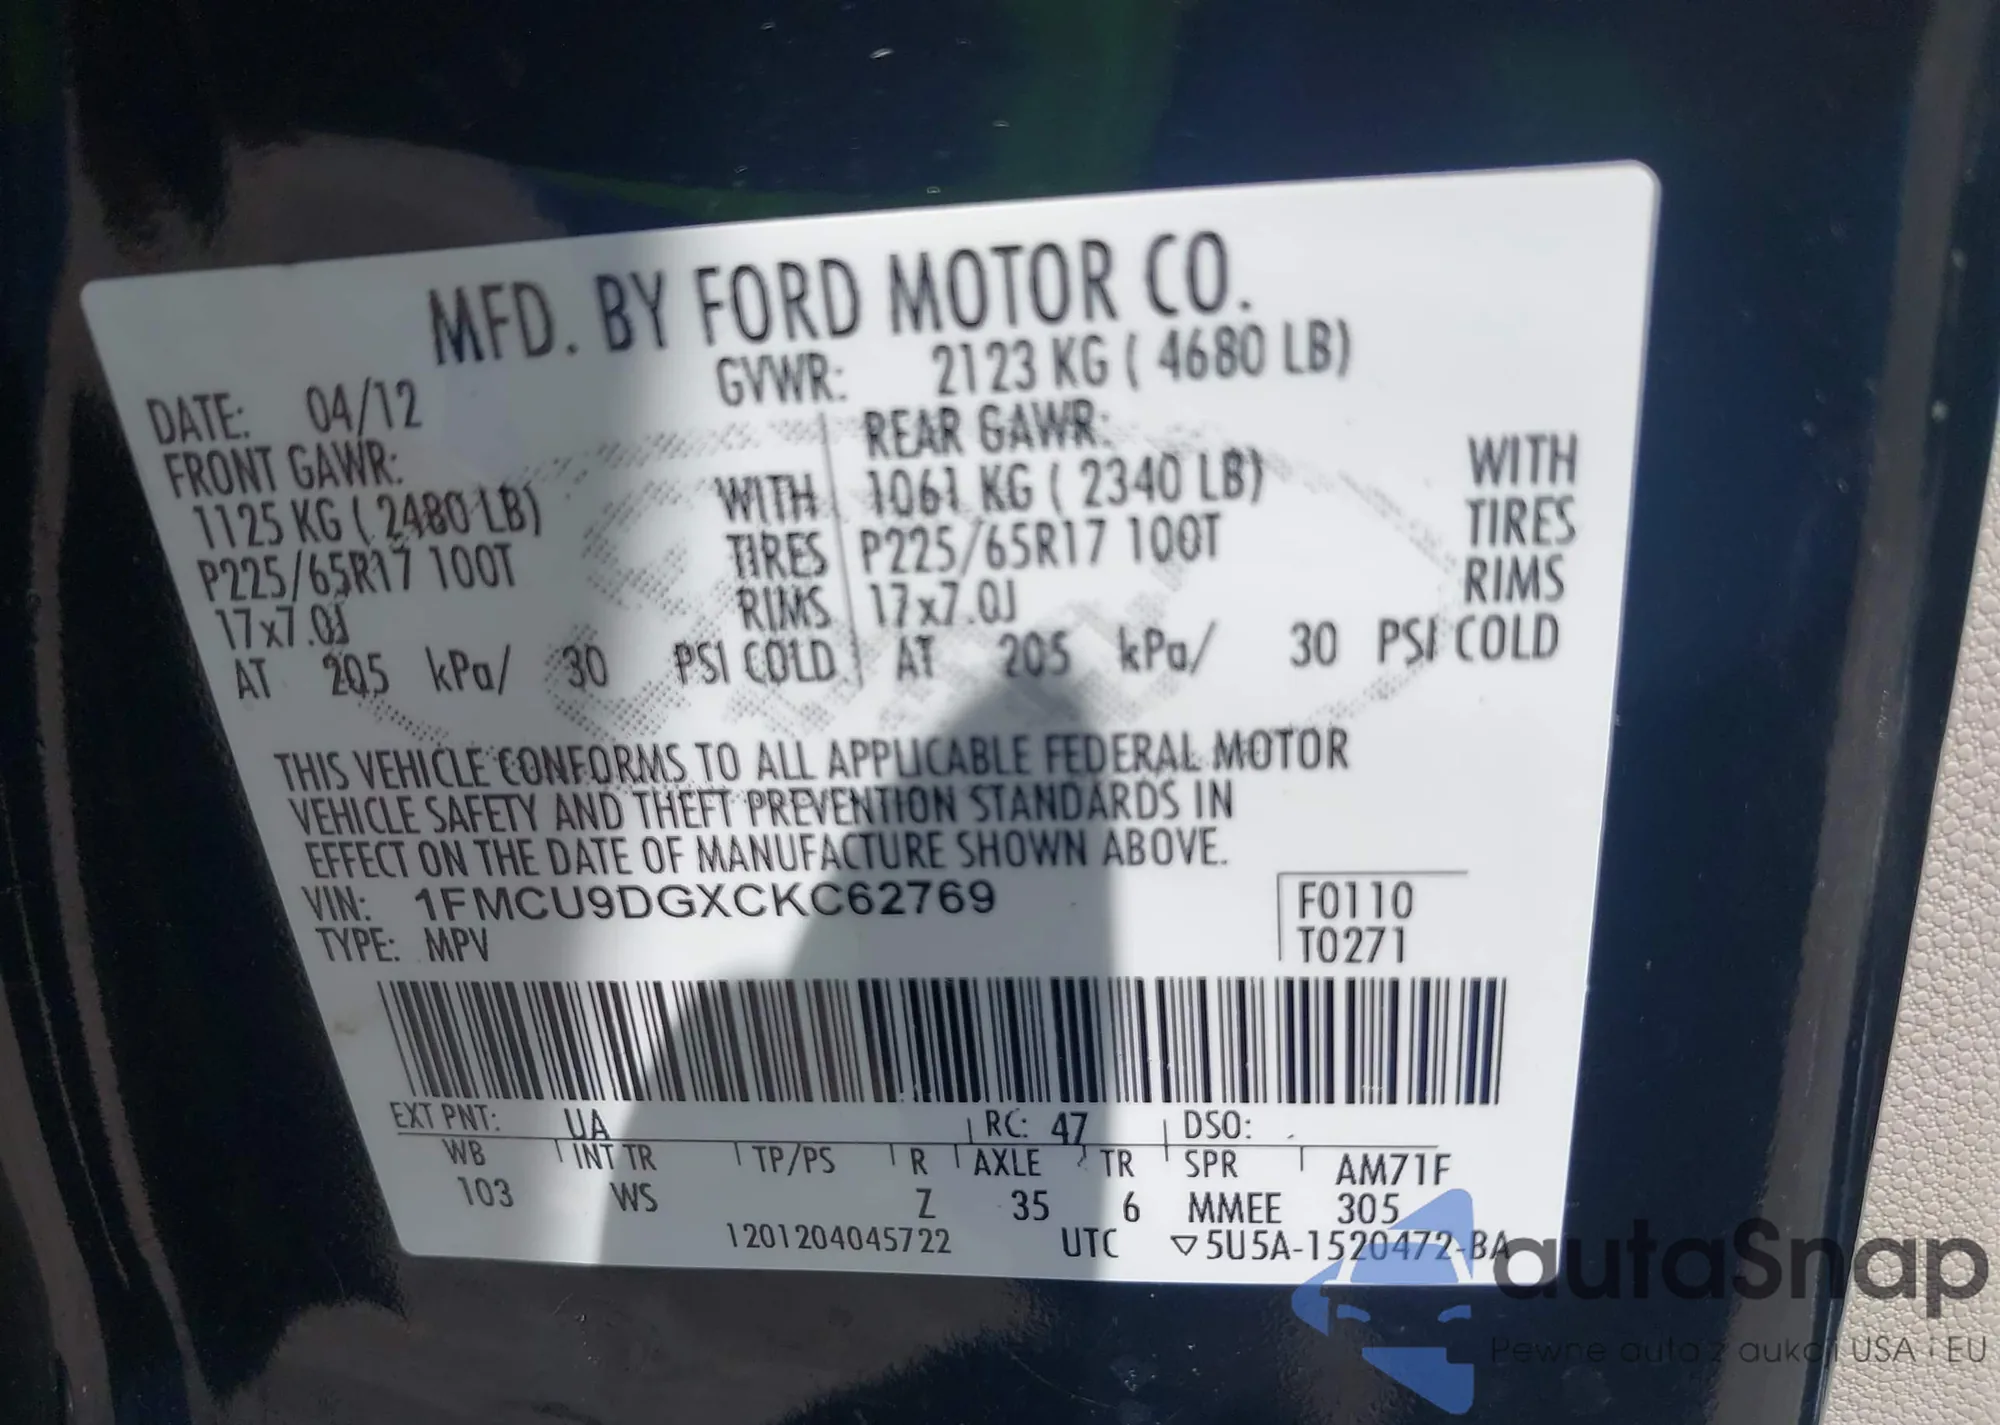 MFD. BY FORD MOTOR CO.
DATE: 04/12 GVWR: 2123 KG ( 4680 LB)
FRONT GAWR: REAR GAWR:
1125 KG ( 2480 LB) WITH 1061 KG ( 2340 LB) WITH
P225/65R17 100T TIRES P225/65R17 100T TIRES
17x7.0J RIMS 17x7.0J RIMS
AT 205 kPa/ 30 PSI COLD AT 205 kPa/ 30 PSI COLD
THIS VEHICLE CONFORMS TO ALL APPLICABLE FEDERAL MOTOR
VEHICLE SAFETY AND THEFT PREVENTION STANDARDS IN
EFFECT ON THE DATE OF MANUFACTURE SHOWN ABOVE.
VIN: 1FMCU9DGXCKC62769 F0110
TYPE: MPV T0271
EXT PNT: UA RC: 47 DSO:
WB INT TR TP/PS R AXLE TR SPR AM71F
103 WS Z 35 6 MMEE 305
1201204045722 UTC ▽5U5A-1520472-BA
autaSnap
Pewne auta z aukcji USA i EU